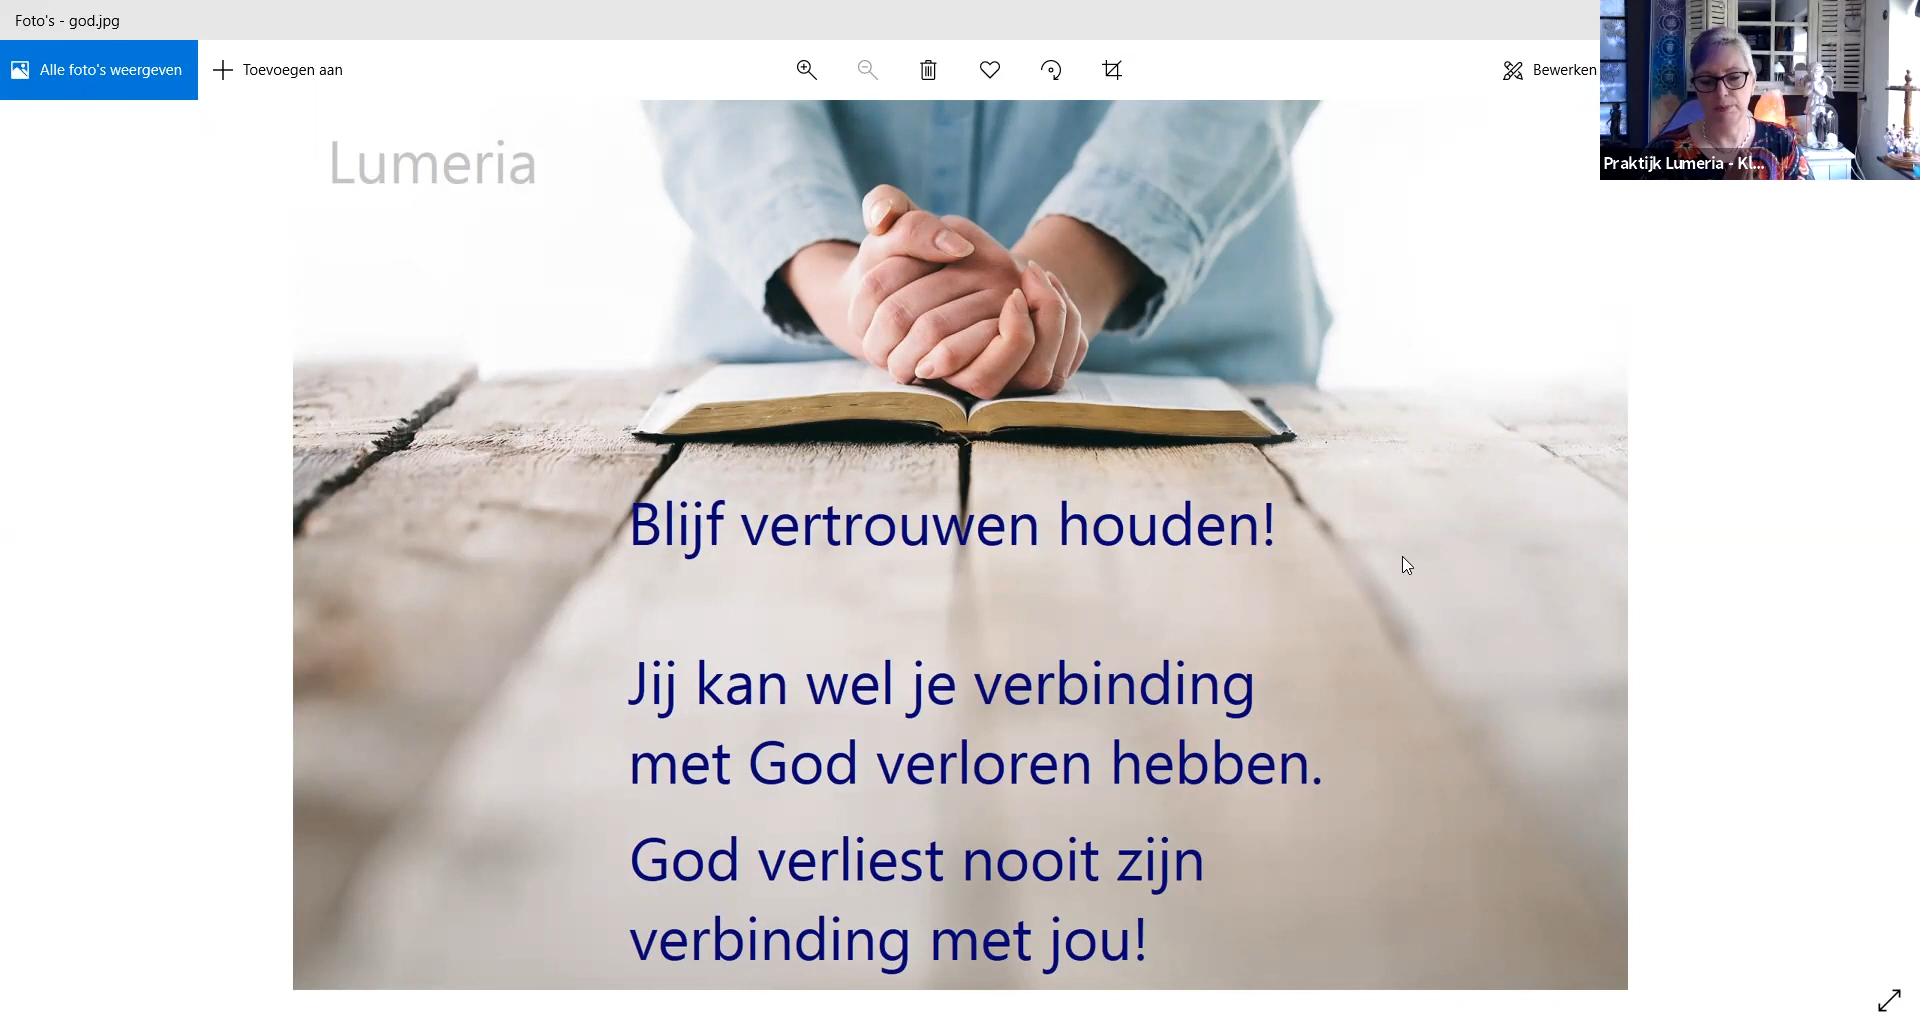 Foto's - god.jpg
Alle foto's weergeven
Toevoegen aan
Bewerken
Praktijk Lumeria - Kl...
Lumeria
Blijf vertrouwen houden!
Jij kan wel je verbinding
met God verloren hebben.
God verliest nooit zijn
verbinding met jou!